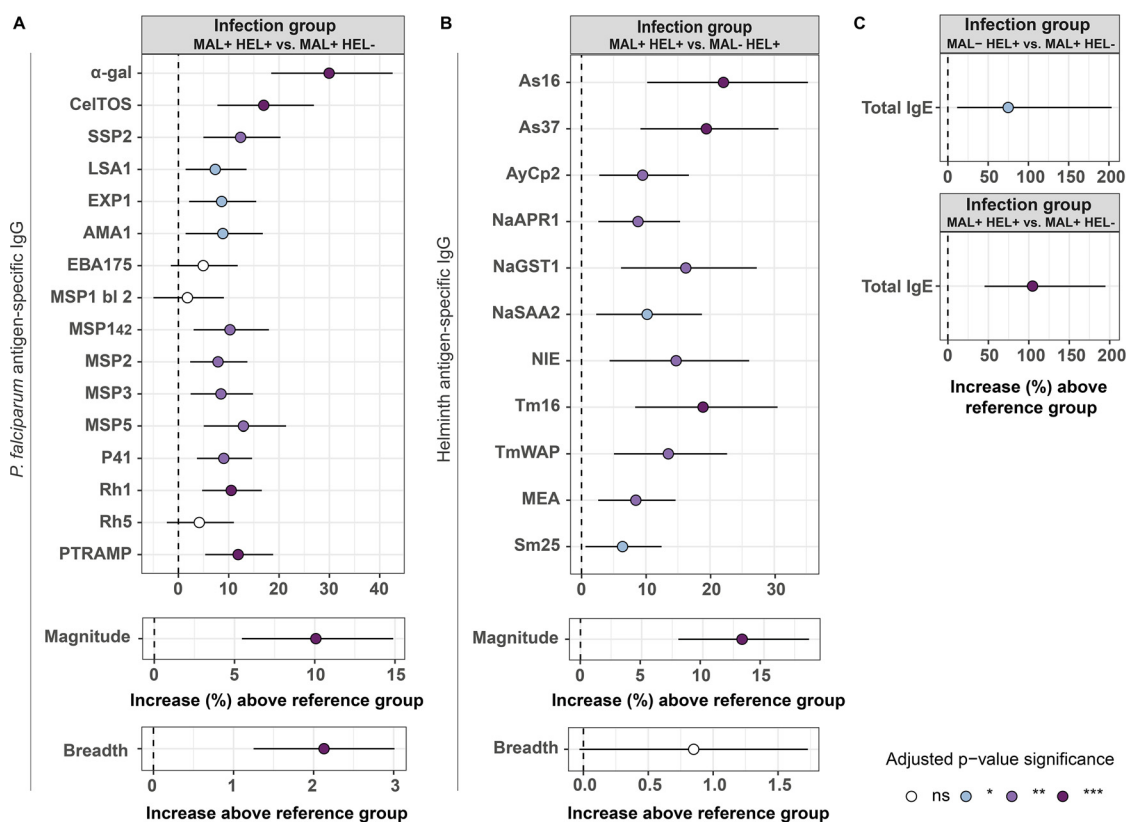 A
Infection group
MAL+ HEL+ vs. MAL+ HEL-
P. falciparum antigen-specific IgG
α-gal
CelTOS
SSP2
LSA1
EXP1
AMA1
EBA175
MSP1 bl 2
MSP142
MSP2
MSP3
MSP5
P41
Rh1
Rh5
PTRAMP
0 10 20 30 40
Magnitude
0 5 10 15
Increase (%) above reference group
Breadth
0 1 2 3
Increase above reference group
B
Infection group
MAL+ HEL+ vs. MAL- HEL+
Helminth antigen-specific IgG
As16
As37
AyCp2
NaAPR1
NaGST1
NaSAA2
NIE
Tm16
TmWAP
MEA
Sm25
0 10 20 30
Magnitude
0 5 10 15
Increase (%) above reference group
Breadth
0.0 0.5 1.0 1.5
Increase above reference group
C
Infection group
MAL− HEL+ vs. MAL+ HEL-
Total IgE
0 50 100 150 200
Infection group
MAL+ HEL+ vs. MAL+ HEL-
Total IgE
0 50 100 150 200
Increase (%) above
reference group
Adjusted p−value significance
ns * ** ***